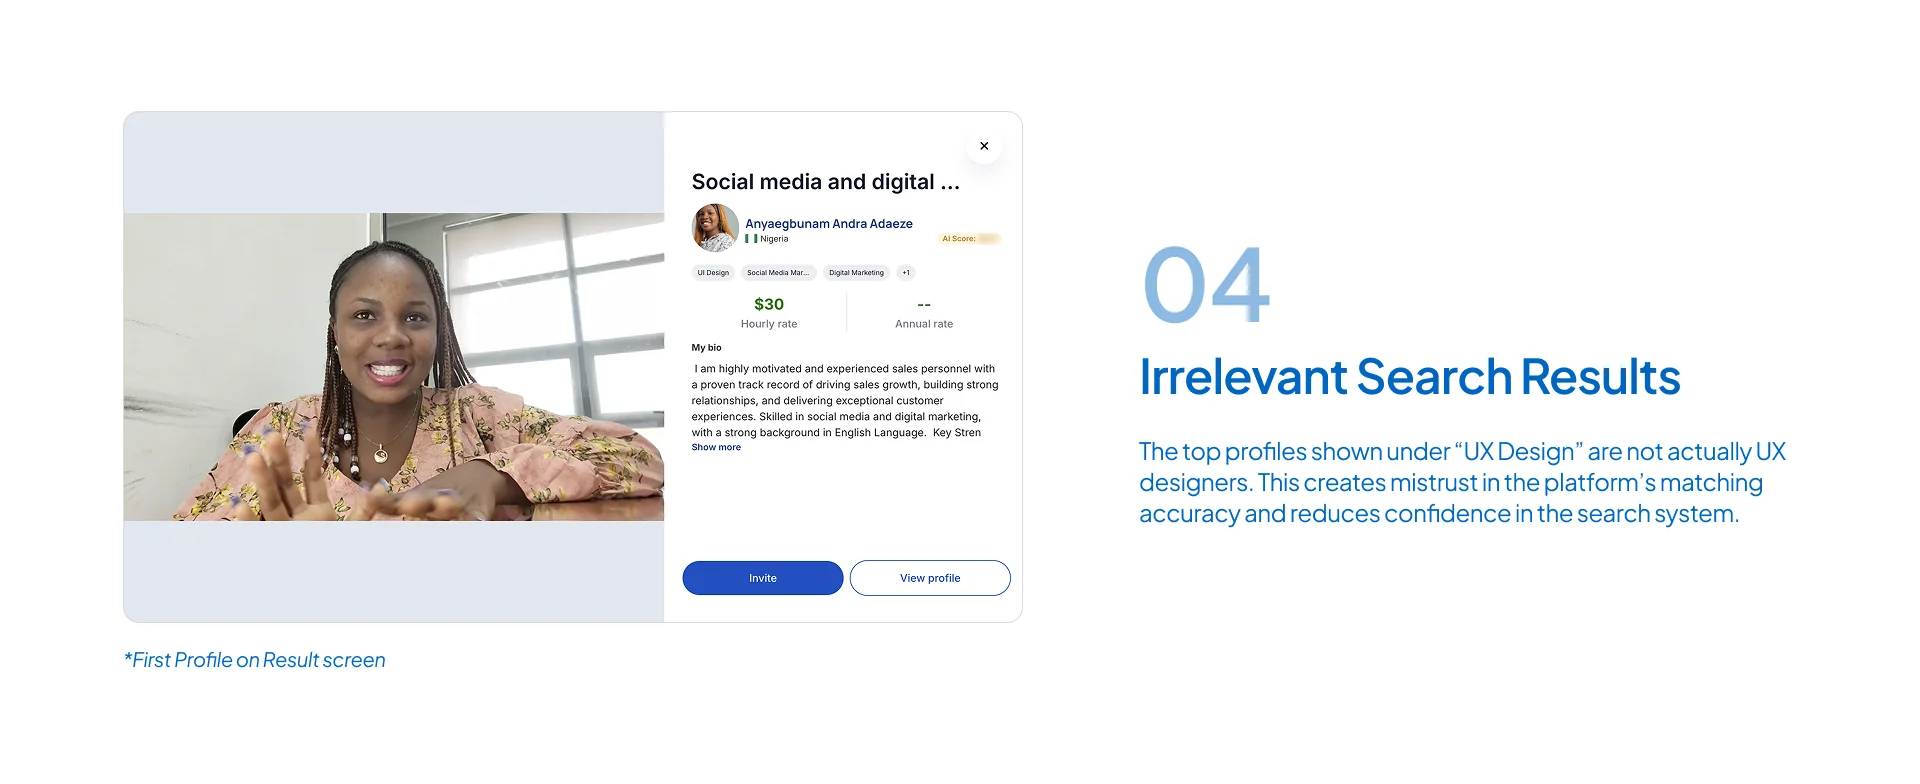 Social media and digital ...
Anyaegbunam Andra Adaeze
Nigeria
AI Score:
UI Design
Social Media Mar...
Digital Marketing
+1
$30
Hourly rate
--
Annual rate
My bio
I am highly motivated and experienced sales personnel with
a proven track record of driving sales growth, building strong
relationships, and delivering exceptional customer
experiences. Skilled in social media and digital marketing,
with a strong background in English Language.  Key Stren
Show more
Invite
View profile
*First Profile on Result screen
04
Irrelevant Search Results
The top profiles shown under “UX Design” are not actually UX
designers. This creates mistrust in the platform’s matching
accuracy and reduces confidence in the search system.